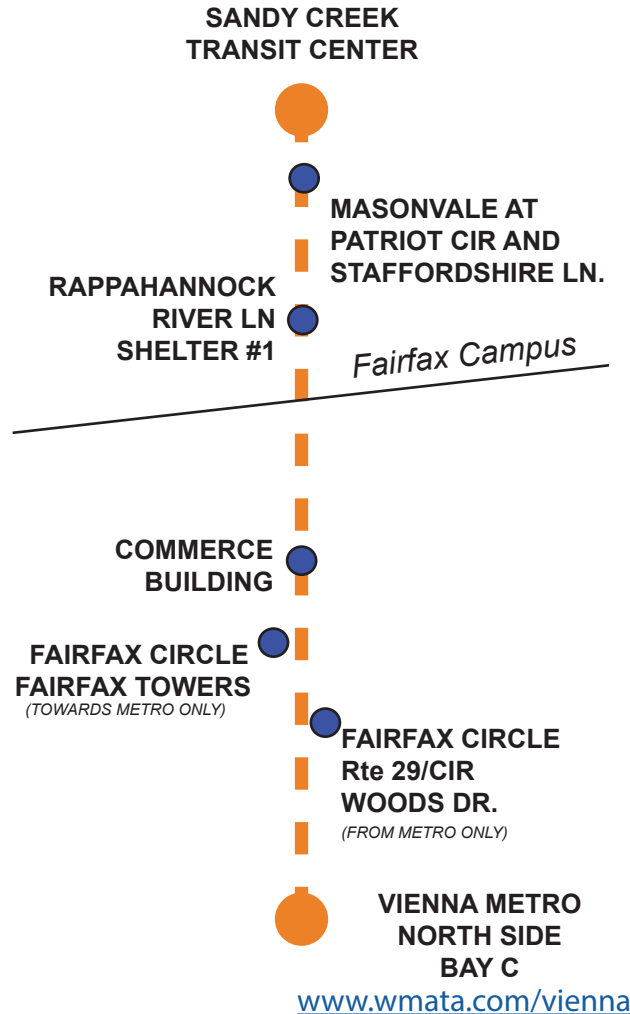 SANDY CREEK
TRANSIT CENTER
MASONVALE AT
PATRIOT CIR AND
STAFFORDSHIRE LN.
RAPPAHANNOCK
RIVER LN
SHELTER #1
Fairfax Campus
COMMERCE
BUILDING
FAIRFAX CIRCLE
FAIRFAX TOWERS
(TOWARDS METRO ONLY)
FAIRFAX CIRCLE
Rte 29/CIR
WOODS DR.
(FROM METRO ONLY)
VIENNA METRO
NORTH SIDE
BAY C
www.wmata.com/vienna